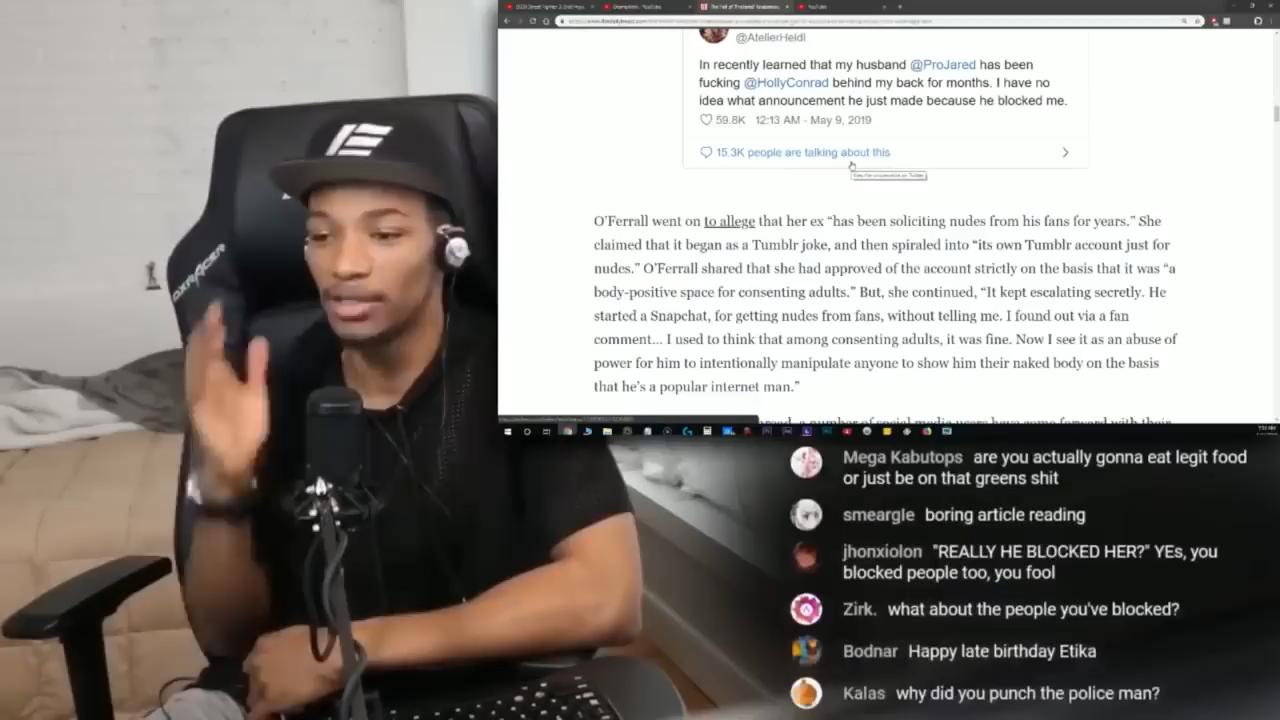 YouTube
@AtelierHeidi
In recently learned that my husband @ProJared has been
fucking @HollyConrad behind my back for months. I have no
idea what announcement he just made because he blocked me.
59.8K 12:13 AM - May 9, 2019
15.3K people are talking about this
O’Ferrall went on to allege that her ex “has been soliciting nudes from his fans for years.” She
claimed that it began as a Tumblr joke, and then spiraled into “its own Tumblr account just for
nudes.” O’Ferrall shared that she had approved of the account strictly on the basis that it was “a
body-positive space for consenting adults.” But, she continued, “It kept escalating secretly. He
started a Snapchat, for getting nudes from fans, without telling me. I found out via a fan
comment... I used to think that among consenting adults, it was fine. Now I see it as an abuse of
power for him to intentionally manipulate anyone to show him their naked body on the basis
that he’s a popular internet man.”
DXRACER
Mega Kabutops are you actually gonna eat legit food
or just be on that greens shit
smeargle boring article reading
jhonxiolon "REALLY HE BLOCKED HER?" YEs, you
blocked people too, you fool
Zirk. what about the people you've blocked?
Bodnar Happy late birthday Etika
Kalas why did you punch the police man?